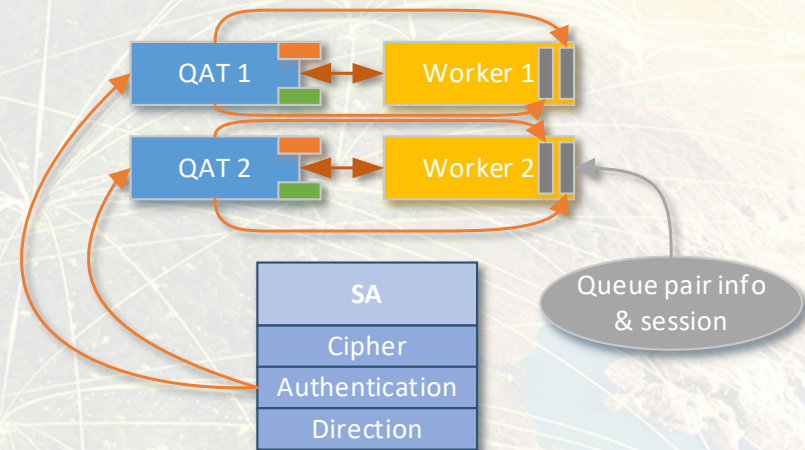 QAT 1
Worker 1
QAT 2
Worker 2
SA
Cipher
Authentication
Direction
Queue pair info
& session